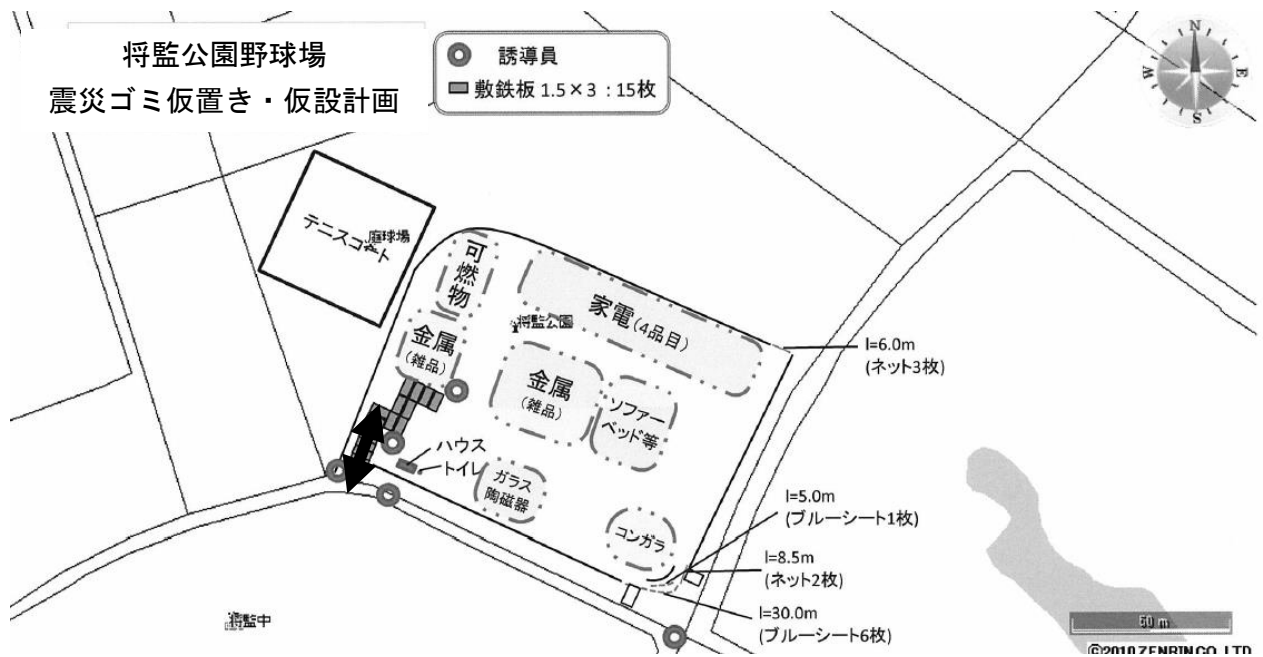 将監公園野球場
震災ゴミ仮置き・仮設計画
誘導員
敷鉄板 1.5×3 : 15枚
N
W
E
S
テニスコート
庭球場
可燃物
家電(4品目)
将監公園
金属
(雑品)
金属
(雑品)
ソファー
ベッド等
l=6.0m
(ネット3枚)
ハウス
トイレ
ガラス
陶磁器
コンガラ
l=5.0m
(ブルーシート1枚)
l=8.5m
(ネット2枚)
l=30.0m
(ブルーシート6枚)
将監中
50 m
©2010 ZENRIN CO., LTD.